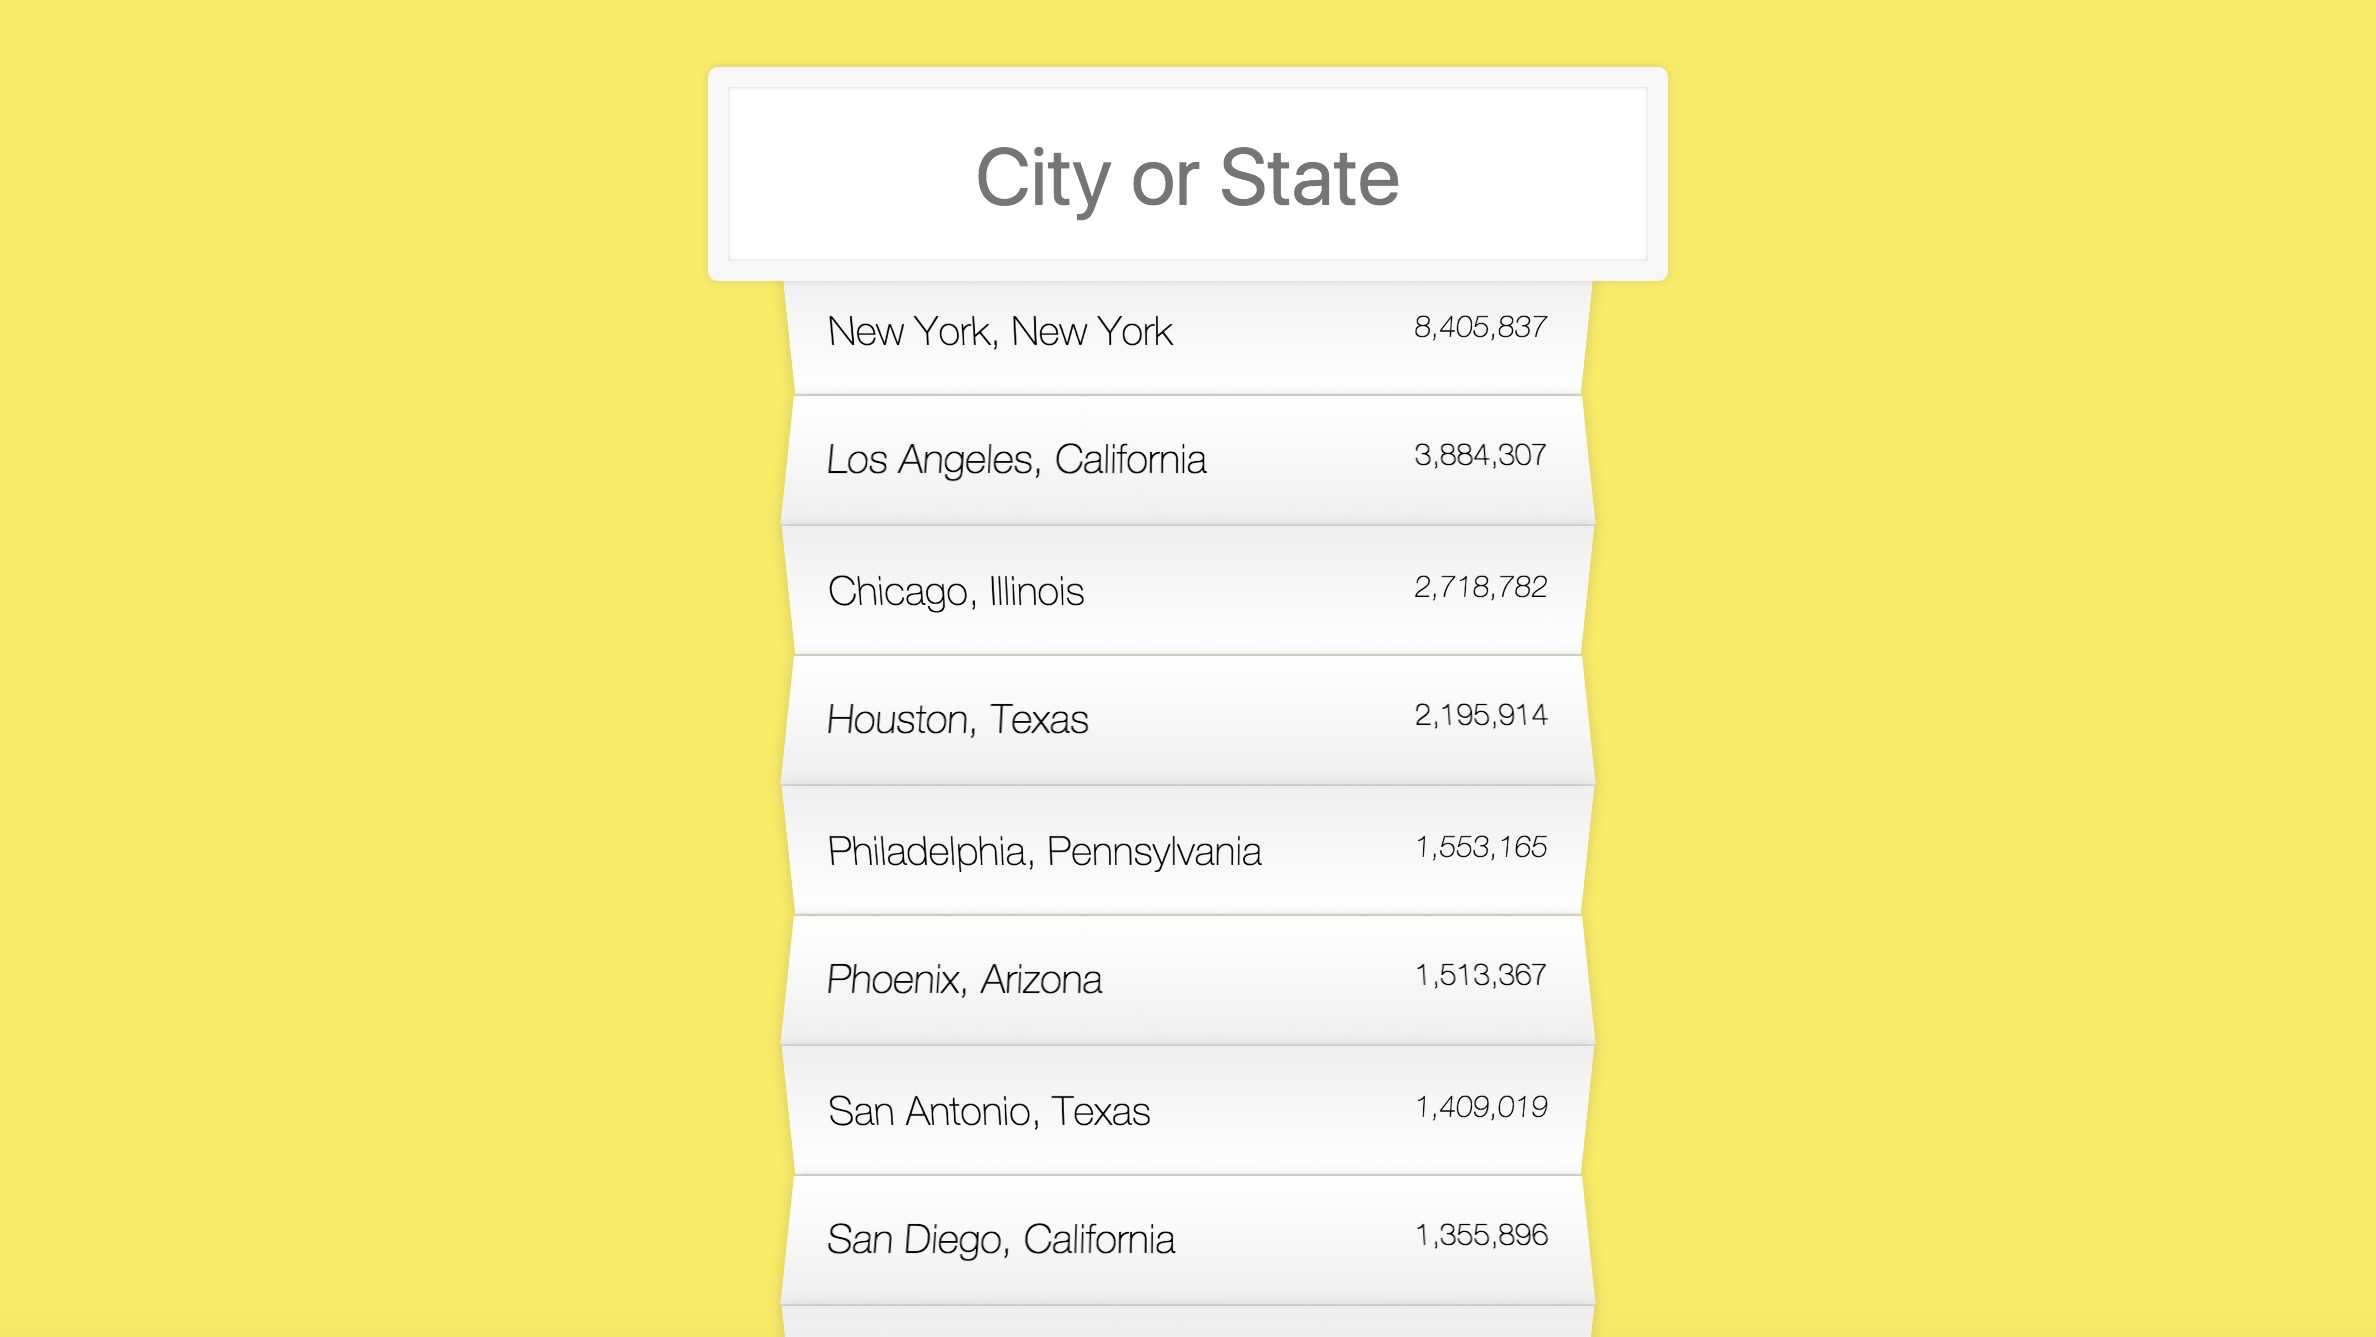 City or State
New York, New York 8,405,837
Los Angeles, California 3,884,307
Chicago, Illinois 2,718,782
Houston, Texas 2,195,914
Philadelphia, Pennsylvania 1,553,165
Phoenix, Arizona 1,513,367
San Antonio, Texas 1,409,019
San Diego, California 1,355,896